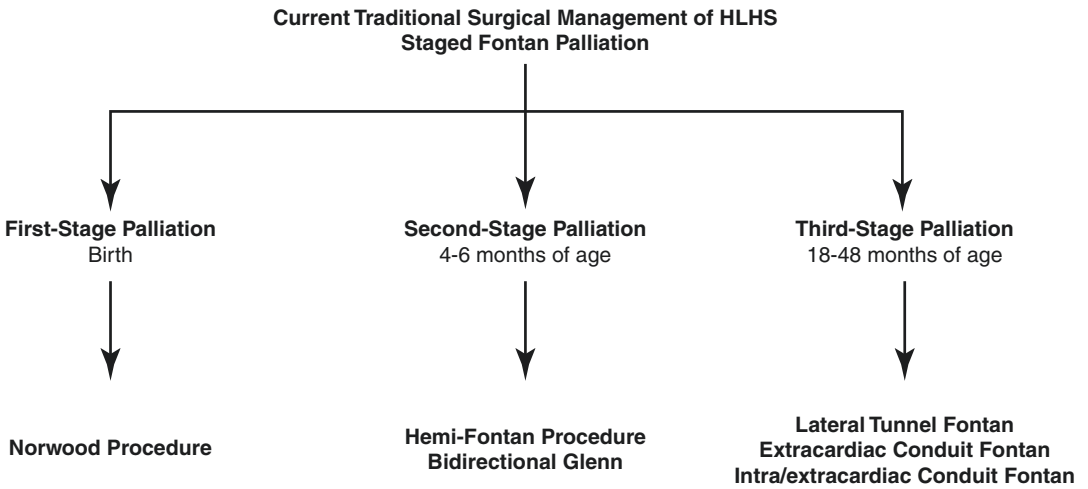 Current Traditional Surgical Management of HLHS
Staged Fontan Palliation
First-Stage Palliation
Birth
Second-Stage Palliation
4-6 months of age
Third-Stage Palliation
18-48 months of age
Norwood Procedure
Hemi-Fontan Procedure
Bidirectional Glenn
Lateral Tunnel Fontan
Extracardiac Conduit Fontan
Intra/extracardiac Conduit Fontan